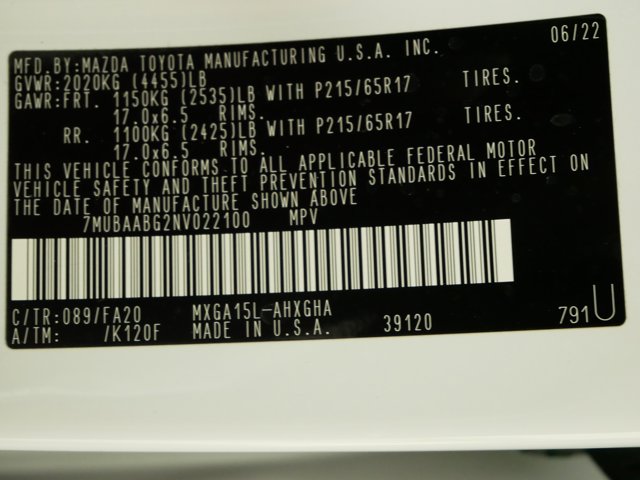 MFD.BY:MAZDA TOYOTA MANUFACTURING U.S.A. INC. 06/22
GVWR:2020KG (4455)LB
GAWR:FRT. 1150KG (2535)LB WITH P215/65R17 TIRES.
17.0x6.5 RIMS.
RR. 1100KG (2425)LB WITH P215/65R17 TIRES.
17.0x6.5 RIMS.
THIS VEHICLE CONFORMS TO ALL APPLICABLE FEDERAL MOTOR
VEHICLE SAFETY AND THEFT PREVENTION STANDARDS IN EFFECT ON
THE DATE OF MANUFACTURE SHOWN ABOVE
7MUBAABG2NV022100 MPV
C/TR:089/FA20 MXGA15L-AHXGHA
A/TM: /K120F MADE IN U.S.A. 39120 791U